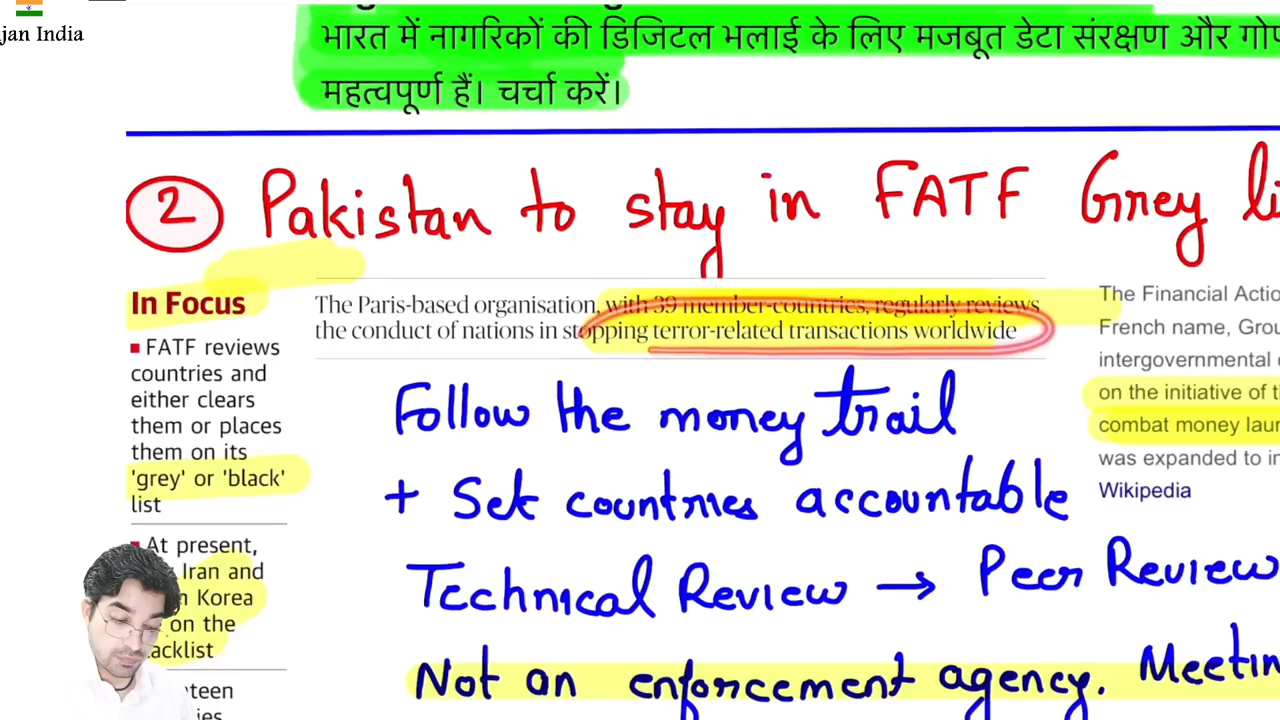 jan India
भारत में नागरिकों की डिजिटल भलाई के लिए मजबूत डेटा संरक्षण और
महत्वपूर्ण हैं। चर्चा करें।
2 Pakistan to stay in FATF Grey
In Focus
FATF reviews
countries and
either clears
them or places
them on its
'grey' or 'black'
list
At present,
Iran and
Korea
on the
acklist
The Paris-based organisation, with 39 member-countries, regularly reviews
the conduct of nations in stopping terror-related transactions worldwide
Follow the money trail
+ Set countries accountable
Technical Review → Peer Review
Not an enforcement agency.
The Financial Actio
French name, Grou
intergovernmental
on the initiative of
combat money laun
was expanded to in
Wikipedia